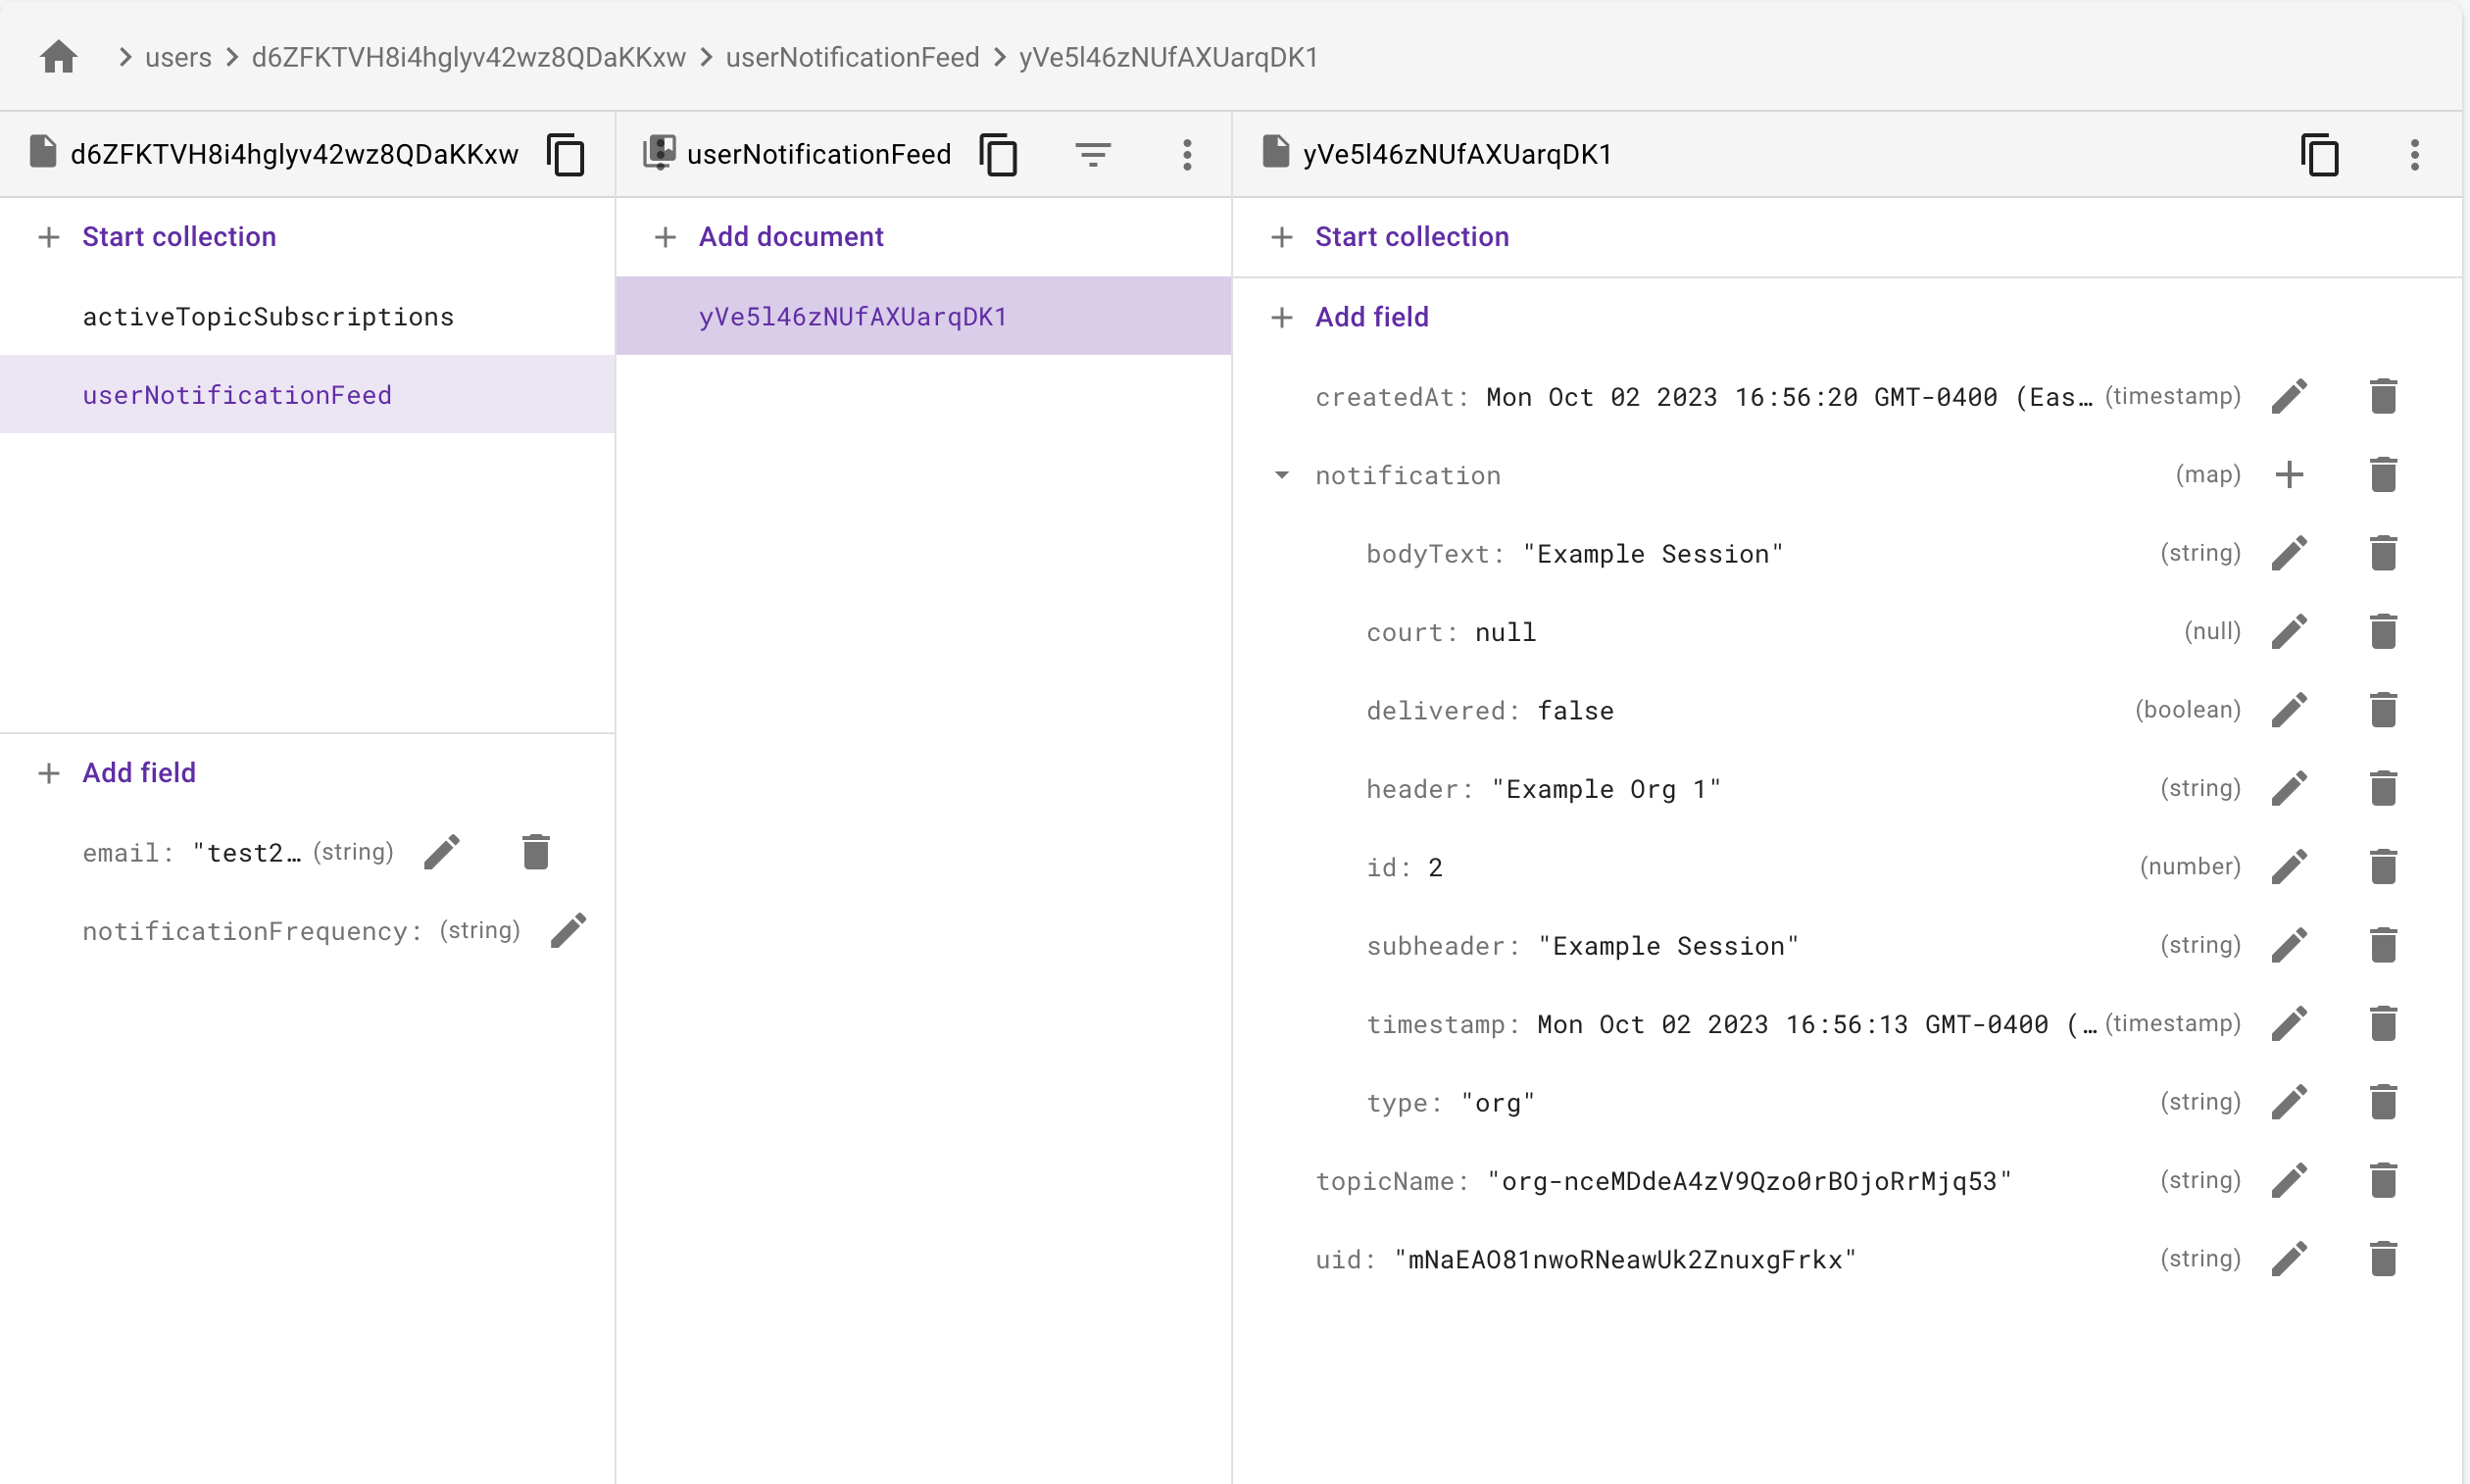 users d6ZFKTVH8i4hglyv42wz8QDaKKxw userNotificationFeed yVe5l46zNUfAXUarqDK1
d6ZFKTVH8i4hglyv42wz8QDaKKxw
Start collection
activeTopicSubscriptions
userNotificationFeed
Add field
email: "test2… (string)
notificationFrequency: (string)
userNotificationFeed
Add document
yVe5l46zNUfAXUarqDK1
yVe5l46zNUfAXUarqDK1
Start collection
Add field
createdAt: Mon Oct 02 2023 16:56:20 GMT-0400 (Eas… (timestamp)
notification (map)
bodyText: "Example Session" (string)
court: null (null)
delivered: false (boolean)
header: "Example Org 1" (string)
id: 2 (number)
subheader: "Example Session" (string)
timestamp: Mon Oct 02 2023 16:56:13 GMT-0400 (… (timestamp)
type: "org" (string)
topicName: "org-nceMDdeA4zV9Qzo0rBOjoRrMjq53" (string)
uid: "mNaEAO81nwoRNeawUk2ZnuxgFrkx" (string)